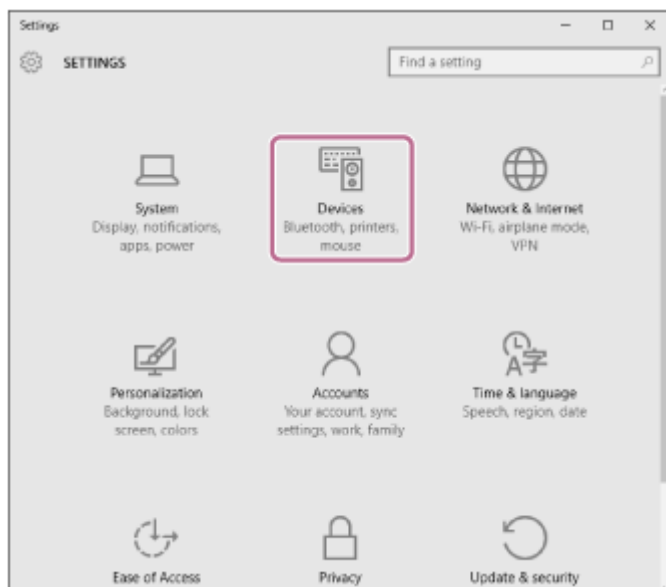 Settings
SETTINGS
Find a setting
System
Display, notifications,
apps, power
Devices
Bluetooth, printers,
mouse
Network & Internet
Wi-Fi, airplane mode,
VPN
Personalization
Background, lock
screen, colors
Accounts
Your account, sync
settings, work, family
A字
Time & language
Speech, region, date
Ease of Access
Privacy
Update & security